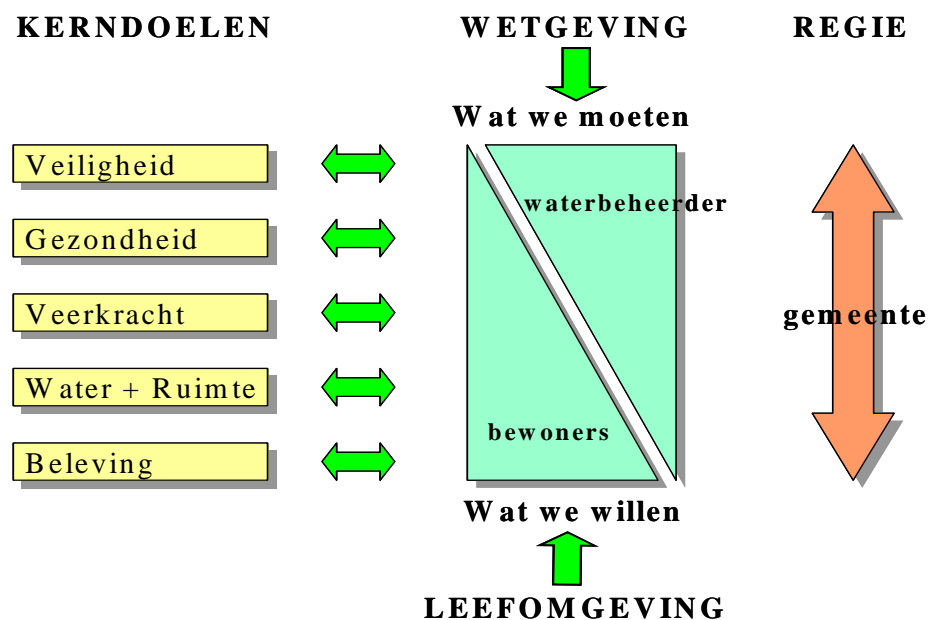 KERNDOELEN
WETGEVING
REGIE
Wat we moeten
Veiligheid
waterbeheerder
Gezondheid
Veerkracht
gemeente
Water + Ruimte
bewoners
Beleving
Wat we willen
LEEFOMGEVING